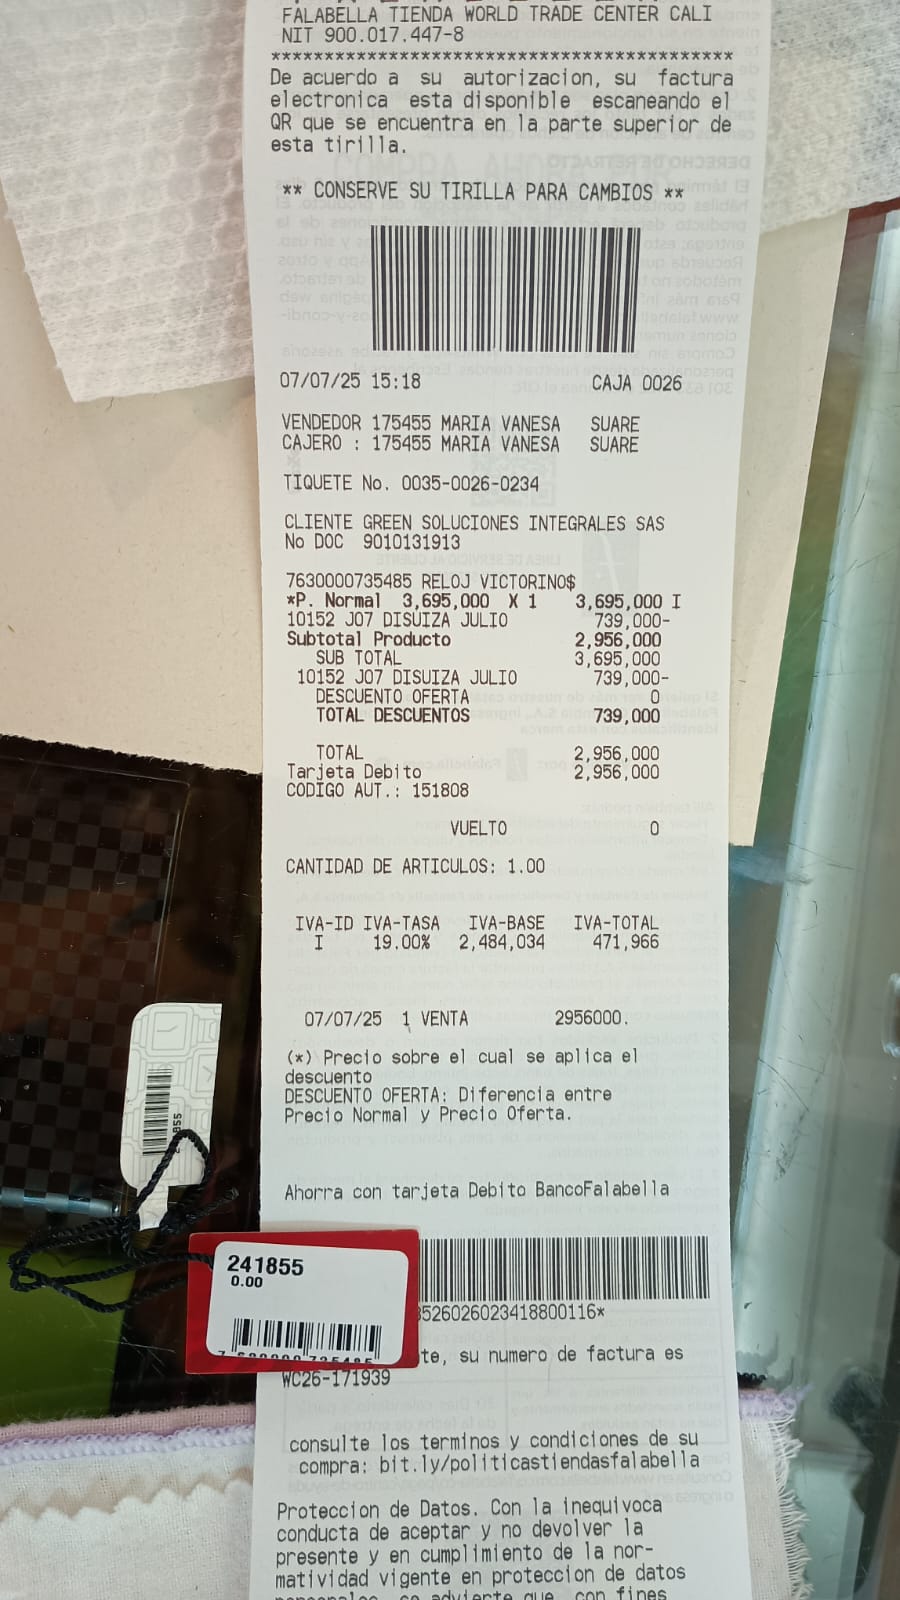 FALABELLA TIENDA WORLD TRADE CENTER CALI
NIT 900.017.447-8
******************************************
De acuerdo a su autorizacion, su factura
electronica esta disponible escaneando el
QR que se encuentra en la parte superior de
esta tirilla.
** CONSERVE SU TIRILLA PARA CAMBIOS **
07/07/25 15:18 CAJA 0026
VENDEDOR 175455 MARIA VANESA SUARE
CAJERO : 175455 MARIA VANESA SUARE
TIQUETE No. 0035-0026-0234
CLIENTE GREEN SOLUCIONES INTEGRALES SAS
No DOC 9010131913
7630000735485 RELOJ VICTORINO$
*P. Normal 3,695,000 X 1 3,695,000 I
10152 J07 DISUIZA JULIO 739,000-
Subtotal Producto 2,956,000
SUB TOTAL 3,695,000
10152 J07 DISUIZA JULIO 739,000-
DESCUENTO OFERTA 0
TOTAL DESCUENTOS 739,000
TOTAL 2,956,000
Tarjeta Debito 2,956,000
CODIGO AUT.: 151808
VUELTO 0
CANTIDAD DE ARTICULOS: 1.00
IVA-ID IVA-TASA IVA-BASE IVA-TOTAL
I 19.00% 2,484,034 471,966
07/07/25 1 VENTA 2956000.
(*) Precio sobre el cual se aplica el
descuento
DESCUENTO OFERTA: Diferencia entre
Precio Normal y Precio Oferta.
Ahorra con tarjeta Debito BancoFalabella
241855
0.00
526026023418800116*
te, su numero de factura es
WC26-171939
consulte los terminos y condiciones de su
compra: bit.ly/politicastiendasfalabella
Proteccion de Datos. Con la inequivoca
conducta de aceptar y no devolver la
presente y en cumplimiento de la nor-
matividad vigente en proteccion de datos
se advierte que, con fines